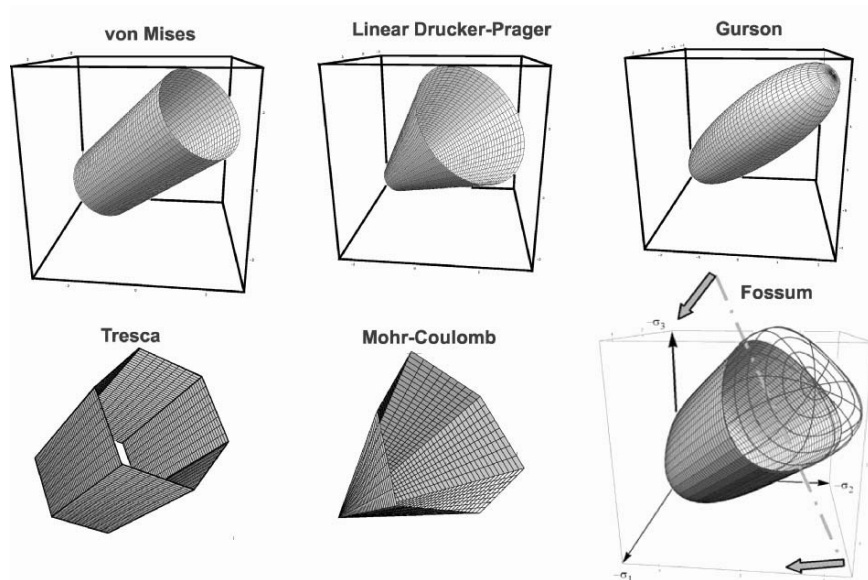 von Mises
Linear Drucker-Prager
Gurson
Tresca
Mohr-Coulomb
Fossum
-σ3
-σ2
-σ1